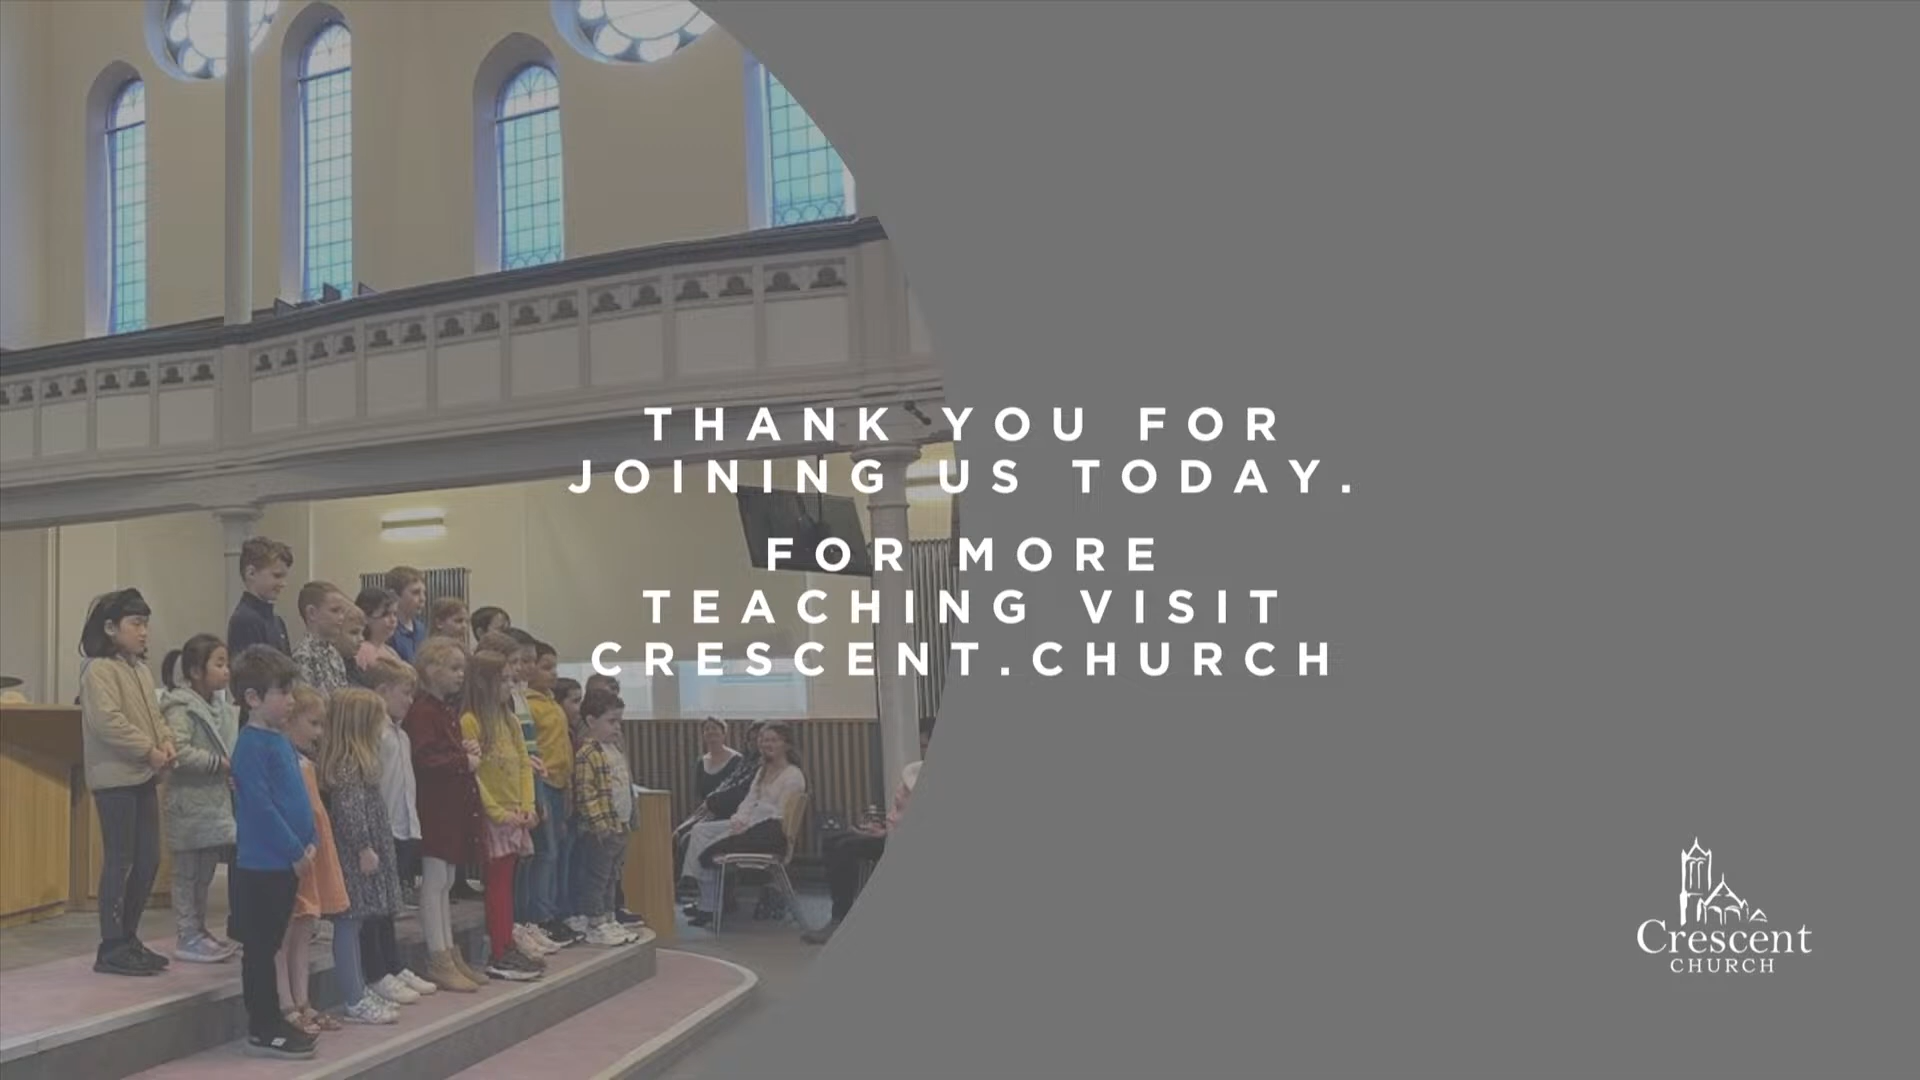 THANK YOU FOR
JOINING US TODAY.
FOR MORE
TEACHING VISIT
CRESCENT.CHURCH
Crescent
CHURCH